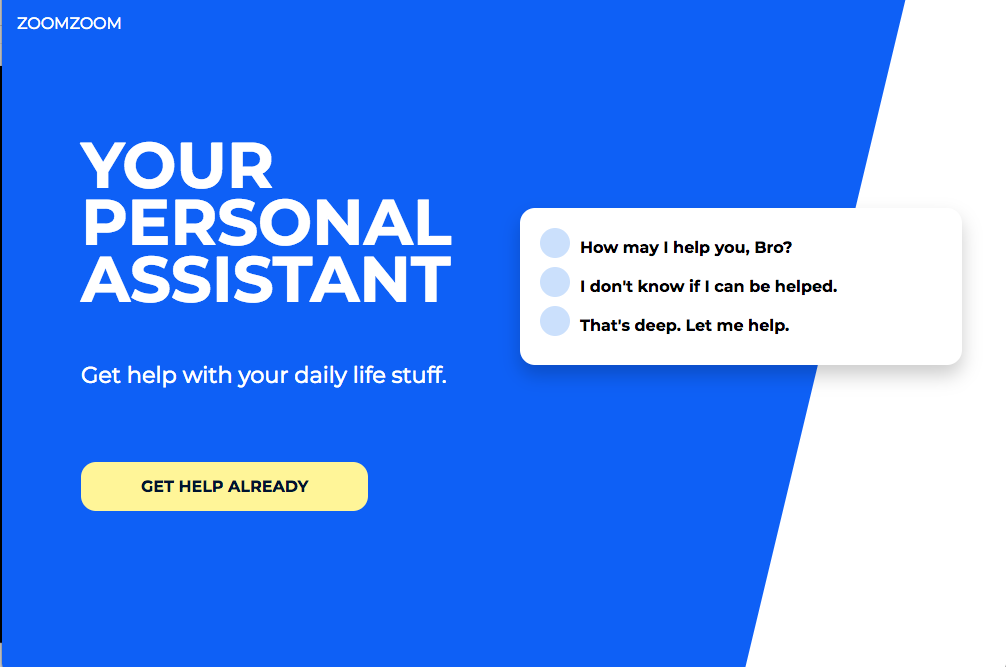 ZOOMZOOM
YOUR
PERSONAL
ASSISTANT
Get help with your daily life stuff.
GET HELP ALREADY
How may I help you, Bro?
I don't know if I can be helped.
That's deep. Let me help.